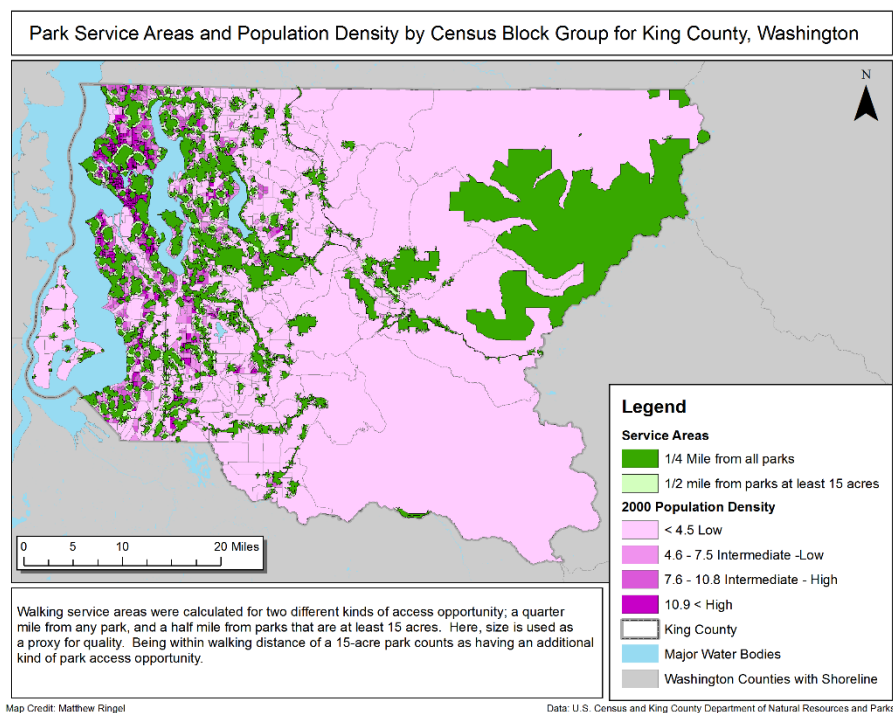 Park Service Areas and Population Density by Census Block Group for King County, Washington
N
Legend
Service Areas
1/4 Mile from all parks
1/2 mile from parks at least 15 acres
2000 Population Density
< 4.5 Low
4.6 - 7.5 Intermediate -Low
7.6 - 10.8 Intermediate - High
10.9 < High
King County
Major Water Bodies
Washington Counties with Shoreline
0 5 10 20 Miles
Walking service areas were calculated for two different kinds of access opportunity; a quarter
mile from any park, and a half mile from parks that are at least 15 acres. Here, size is used as
a proxy for quality. Being within walking distance of a 15-acre park counts as having an additional
kind of park access opportunity.
Map Credit: Matthew Ringel
Data: U.S. Census and King County Department of Natural Resources and Parks